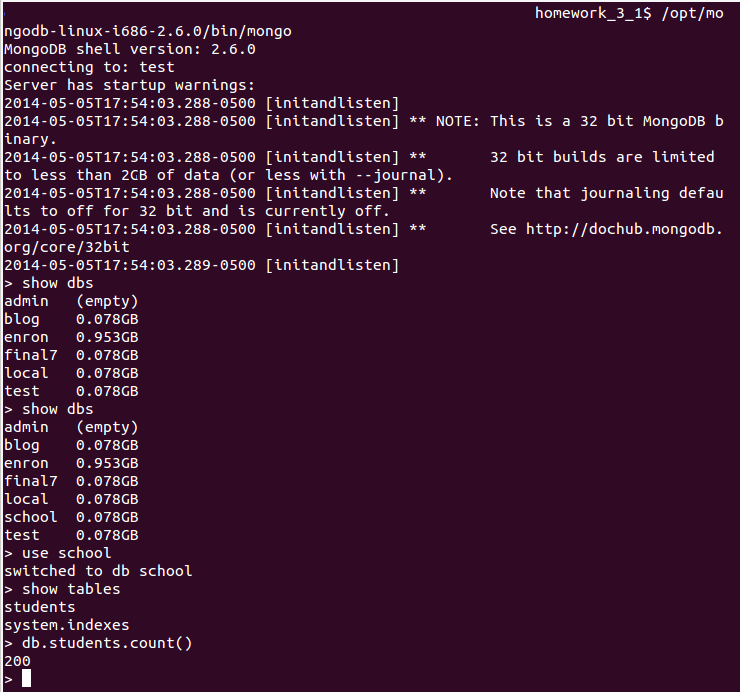 homework_3_1$ /opt/mo
ngodb-linux-i686-2.6.0/bin/mongo
MongoDB shell version: 2.6.0
connecting to: test
Server has startup warnings:
2014-05-05T17:54:03.288-0500 [initandlisten]
2014-05-05T17:54:03.288-0500 [initandlisten] ** NOTE: This is a 32 bit MongoDB b
inary.
2014-05-05T17:54:03.288-0500 [initandlisten] **       32 bit builds are limited
to less than 2GB of data (or less with --journal).
2014-05-05T17:54:03.288-0500 [initandlisten] **       Note that journaling defau
lts to off for 32 bit and is currently off.
2014-05-05T17:54:03.288-0500 [initandlisten] **       See http://dochub.mongodb.
org/core/32bit
2014-05-05T17:54:03.289-0500 [initandlisten]
> show dbs
admin   (empty)
blog    0.078GB
enron   0.953GB
final7  0.078GB
local   0.078GB
test    0.078GB
> show dbs
admin   (empty)
blog    0.078GB
enron   0.953GB
final7  0.078GB
local   0.078GB
school  0.078GB
test    0.078GB
> use school
switched to db school
> show tables
students
system.indexes
> db.students.count()
200
>